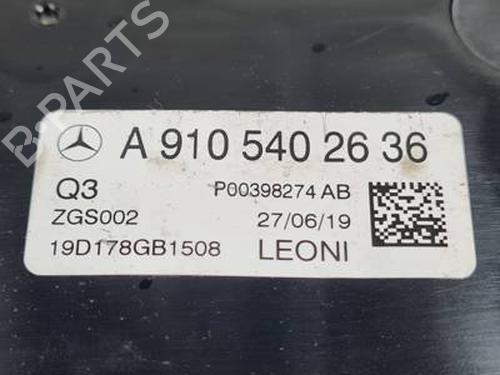 B-PARTS
A 910 540 26 36
Q3
P00398274 AB
ZGS002
27/06/19
19D178GB1508
LEONI